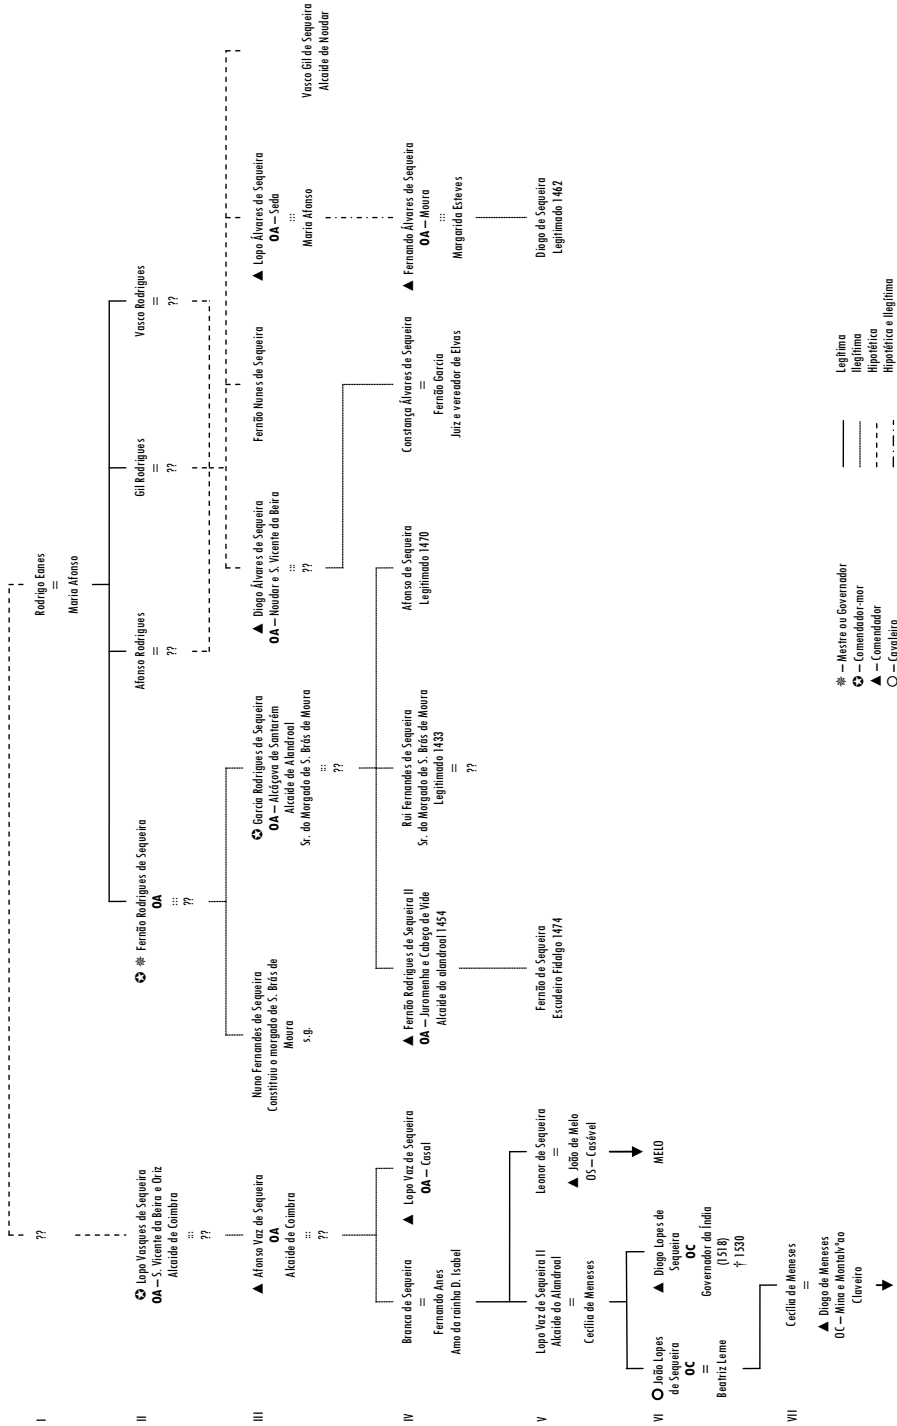 I
??
Rodrigo Eanes
=
Maria Afonso
II
✪ Lopo Vasques de Sequeira
OA – S. Vicente da Beira e Oriz
Alcaide de Coimbra
:::
??
✪ ❋ Fernão Rodrigues de Sequeira
OA
:::
??
Afonso Rodrigues
=
??
Gil Rodrigues
=
??
Vasco Rodrigues
=
??
III
▲ Afonso Vaz de Sequeira
OA
Alcaide de Coimbra
:::
??
Nuno Fernandes de Sequeira
Constituiu o morgado de S. Brás de
Moura
s.g.
✪ Garcia Rodrigues de Sequeira
OA – Alcáçova de Santarém
Alcaide de Alandroal
Sr. do Morgado de S. Brás de Moura
:::
??
▲ Diogo Álvares de Sequeira
OA – Noudar e S. Vicente da Beira
:::
??
Fernão Nunes de Sequeira
▲ Lopo Álvares de Sequeira
OA – Seda
:::
Maria Afonso
Vasco Gil de Sequeira
Alcaide de Noudar
IV
Branca de Sequeira
=
Fernando Anes
Amo da rainha D. Isabel
▲ Lopo Vaz de Sequeira
OA – Casal
▲ Fernão Rodrigues de Sequeira II
OA – Juromenha e Cabeço de Vide
Alcaide do alandroal 1454
Rui Fernandes de Sequeira
Sr. do Morgado de S. Brás de Moura
Legitimado 1433
=
??
Afonso de Sequeira
Legitimado 1470
Constança Álvares de Sequeira
=
Fernão Garcia
Juiz e vereador de Elvas
▲ Fernando Álvares de Sequeira
OA – Moura
:::
Margarida Esteves
V
Lopo Vaz de Sequeira II
Alcaide do Alandroal
=
Cecília de Meneses
Leonor de Sequeira
=
▲ João de Melo
OS – Casével
Fernão de Sequeira
Escudeiro Fidalgo 1474
Diogo de Sequeira
Legitimado 1462
VI
○ João Lopes
de Sequeira
OC
=
Beatriz Leme
▲ Diogo Lopes de
Sequeira
OC
Governador da Índia
(1518)
† 1530
MELO
VII
Cecília de Meneses
=
▲ Diogo de Meneses
OC – Mina e Montalvªao
Claveiro
❋ – Mestre ou Governador
✪ – Comendador-mor
▲ – Comendador
○ – Cavaleiro
Legítima
Ilegítima
Hipotética
Hipotética e Ilegítima